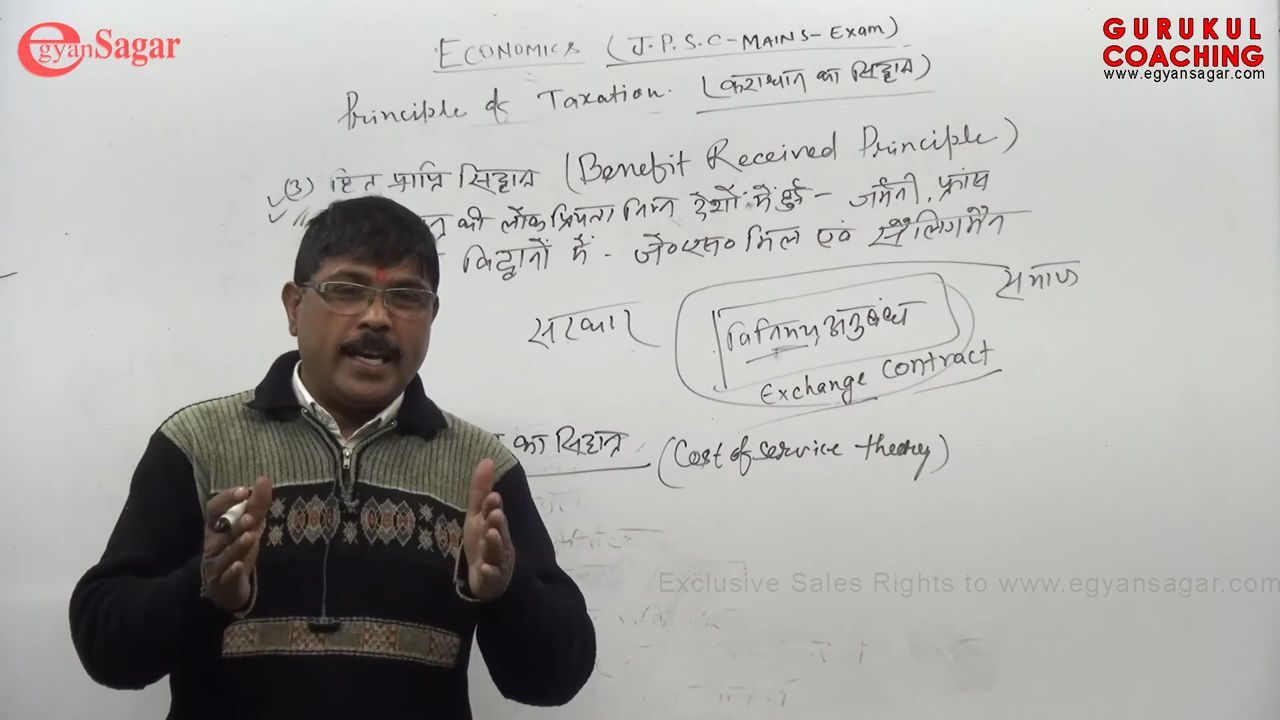 egyanSagar
GURUKUL
COACHING
www.egyansagar.com
ECONOMICS (J.P.S.C-MAINS-Exam)
Principle of Taxation. (कराधान का सिद्धान्त)
(3) हित प्राप्ति सिद्धान्त (Benefit Received Principle)
की लोकप्रियता निम्न देशों में हुई - जर्मनी, फ्रांस
विद्वानों में - जे०एस० मिल एवं सैलिगमैन
सरकार
विनिमय अनुबंध
समाज
Exchange Contract
का सिद्धान्त (Cost of service theory)
Exclusive Sales Rights to www.egyansagar.com